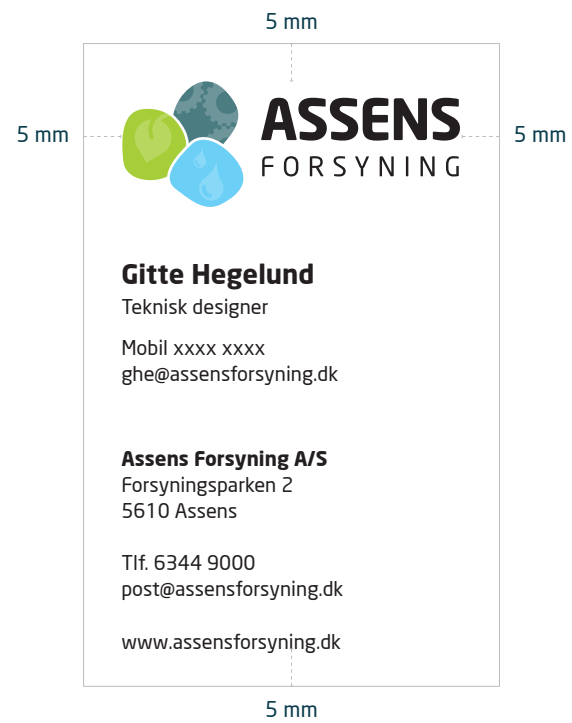 5 mm
5 mm
5 mm
ASSENS
FORSYNING
Gitte Hegelund
Teknisk designer
Mobil xxxx xxxx
ghe@assensforsyning.dk
Assens Forsyning A/S
Forsyningsparken 2
5610 Assens
Tlf. 6344 9000
post@assensforsyning.dk
www.assensforsyning.dk
5 mm